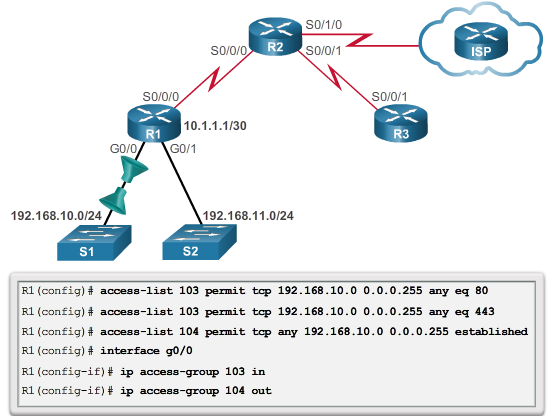 S0/1/0
R2
ISP
S0/0/0
S0/0/1
S0/0/0
S0/0/1
R1
10.1.1.1/30
R3
G0/0
G0/1
192.168.10.0/24
192.168.11.0/24
S1
S2
R1(config)# access-list 103 permit tcp 192.168.10.0 0.0.0.255 any eq 80
R1(config)# access-list 103 permit tcp 192.168.10.0 0.0.0.255 any eq 443
R1(config)# access-list 104 permit tcp any 192.168.10.0 0.0.0.255 established
R1(config)# interface g0/0
R1(config-if)# ip access-group 103 in
R1(config-if)# ip access-group 104 out